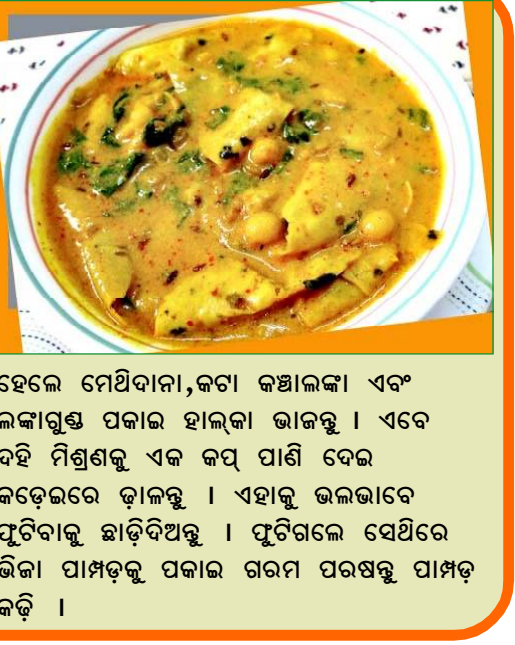 ହେଲେ ମେଥିଦାନା,କଟା କଞ୍ଚାଲଙ୍କା ଏବଂ
ଲଙ୍କାଗୁଣ୍ଡ ପକାଇ ହାଲ୍‌କା ଭାଜନ୍ତୁ । ଏବେ
ଦହି ମିଶ୍ରଣକୁ ଏକ କପ୍ ପାଣି ଦେଇ
କଡ଼େଇରେ ଢ଼ାଳନ୍ତୁ । ଏହାକୁ ଭଲଭାବେ
ଫୁଟିବାକୁ ଛାଡ଼ିଦିଅନ୍ତୁ । ଫୁଟିଗଲେ ସେଥିରେ
ଭିଜା ପାମ୍ପଡ଼କୁ ପକାଇ ଗରମ ପରଷନ୍ତୁ ପାମ୍ପଡ଼
କଢ଼ି ।